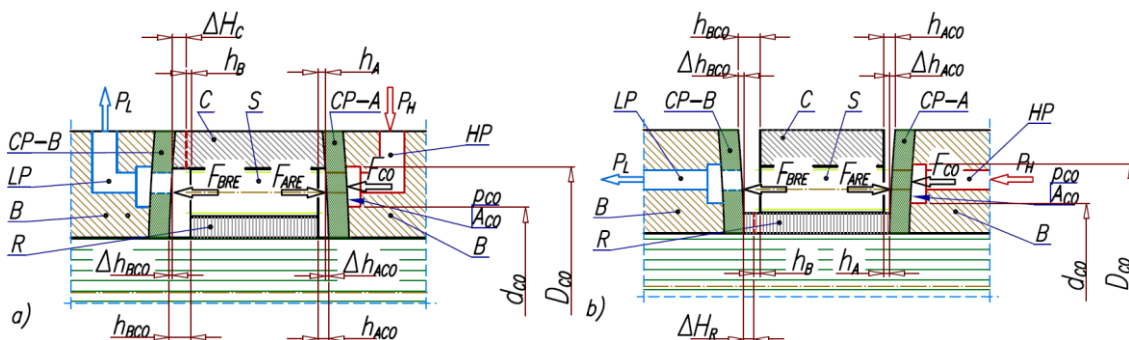 ΔH_C
h_B h_A
P_L C S CP-A P_H
CP-B HP
LP F_BRE F_ARE F_CO
p_CO
A_CO
B B
R
Δh_BCO Δh_ACO
d_CO D_CO
a)
h_BCO h_ACO
h_BCO h_ACO
Δh_BCO Δh_ACO
CP-B C S CP-A
LP HP
P_L F_BRE F_ARE F_CO P_H
p_CO
A_CO
B B
R
h_B h_A
d_CO D_CO
b)
ΔH_R